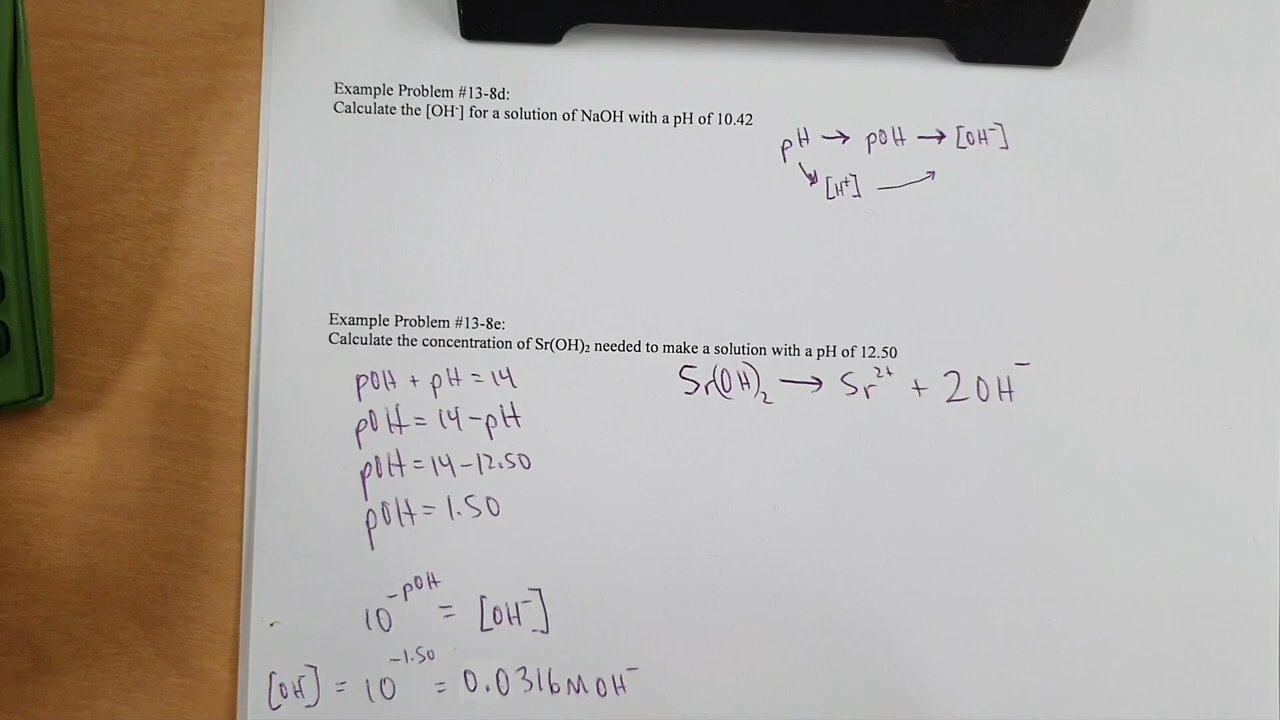 Example Problem #13-8d:
Calculate the [OH⁻] for a solution of NaOH with a pH of 10.42
pH → pOH → [OH⁻]
↘ [H⁺] → 
Example Problem #13-8e:
Calculate the concentration of Sr(OH)₂ needed to make a solution with a pH of 12.50
pOH + pH = 14
Sr(OH)₂ → Sr²⁺ + 2OH⁻
pOH = 14 - pH
pOH = 14 - 12.50
pOH = 1.50
10^-pOH = [OH⁻]
[OH⁻] = 10^-1.50 = 0.0316 M OH⁻